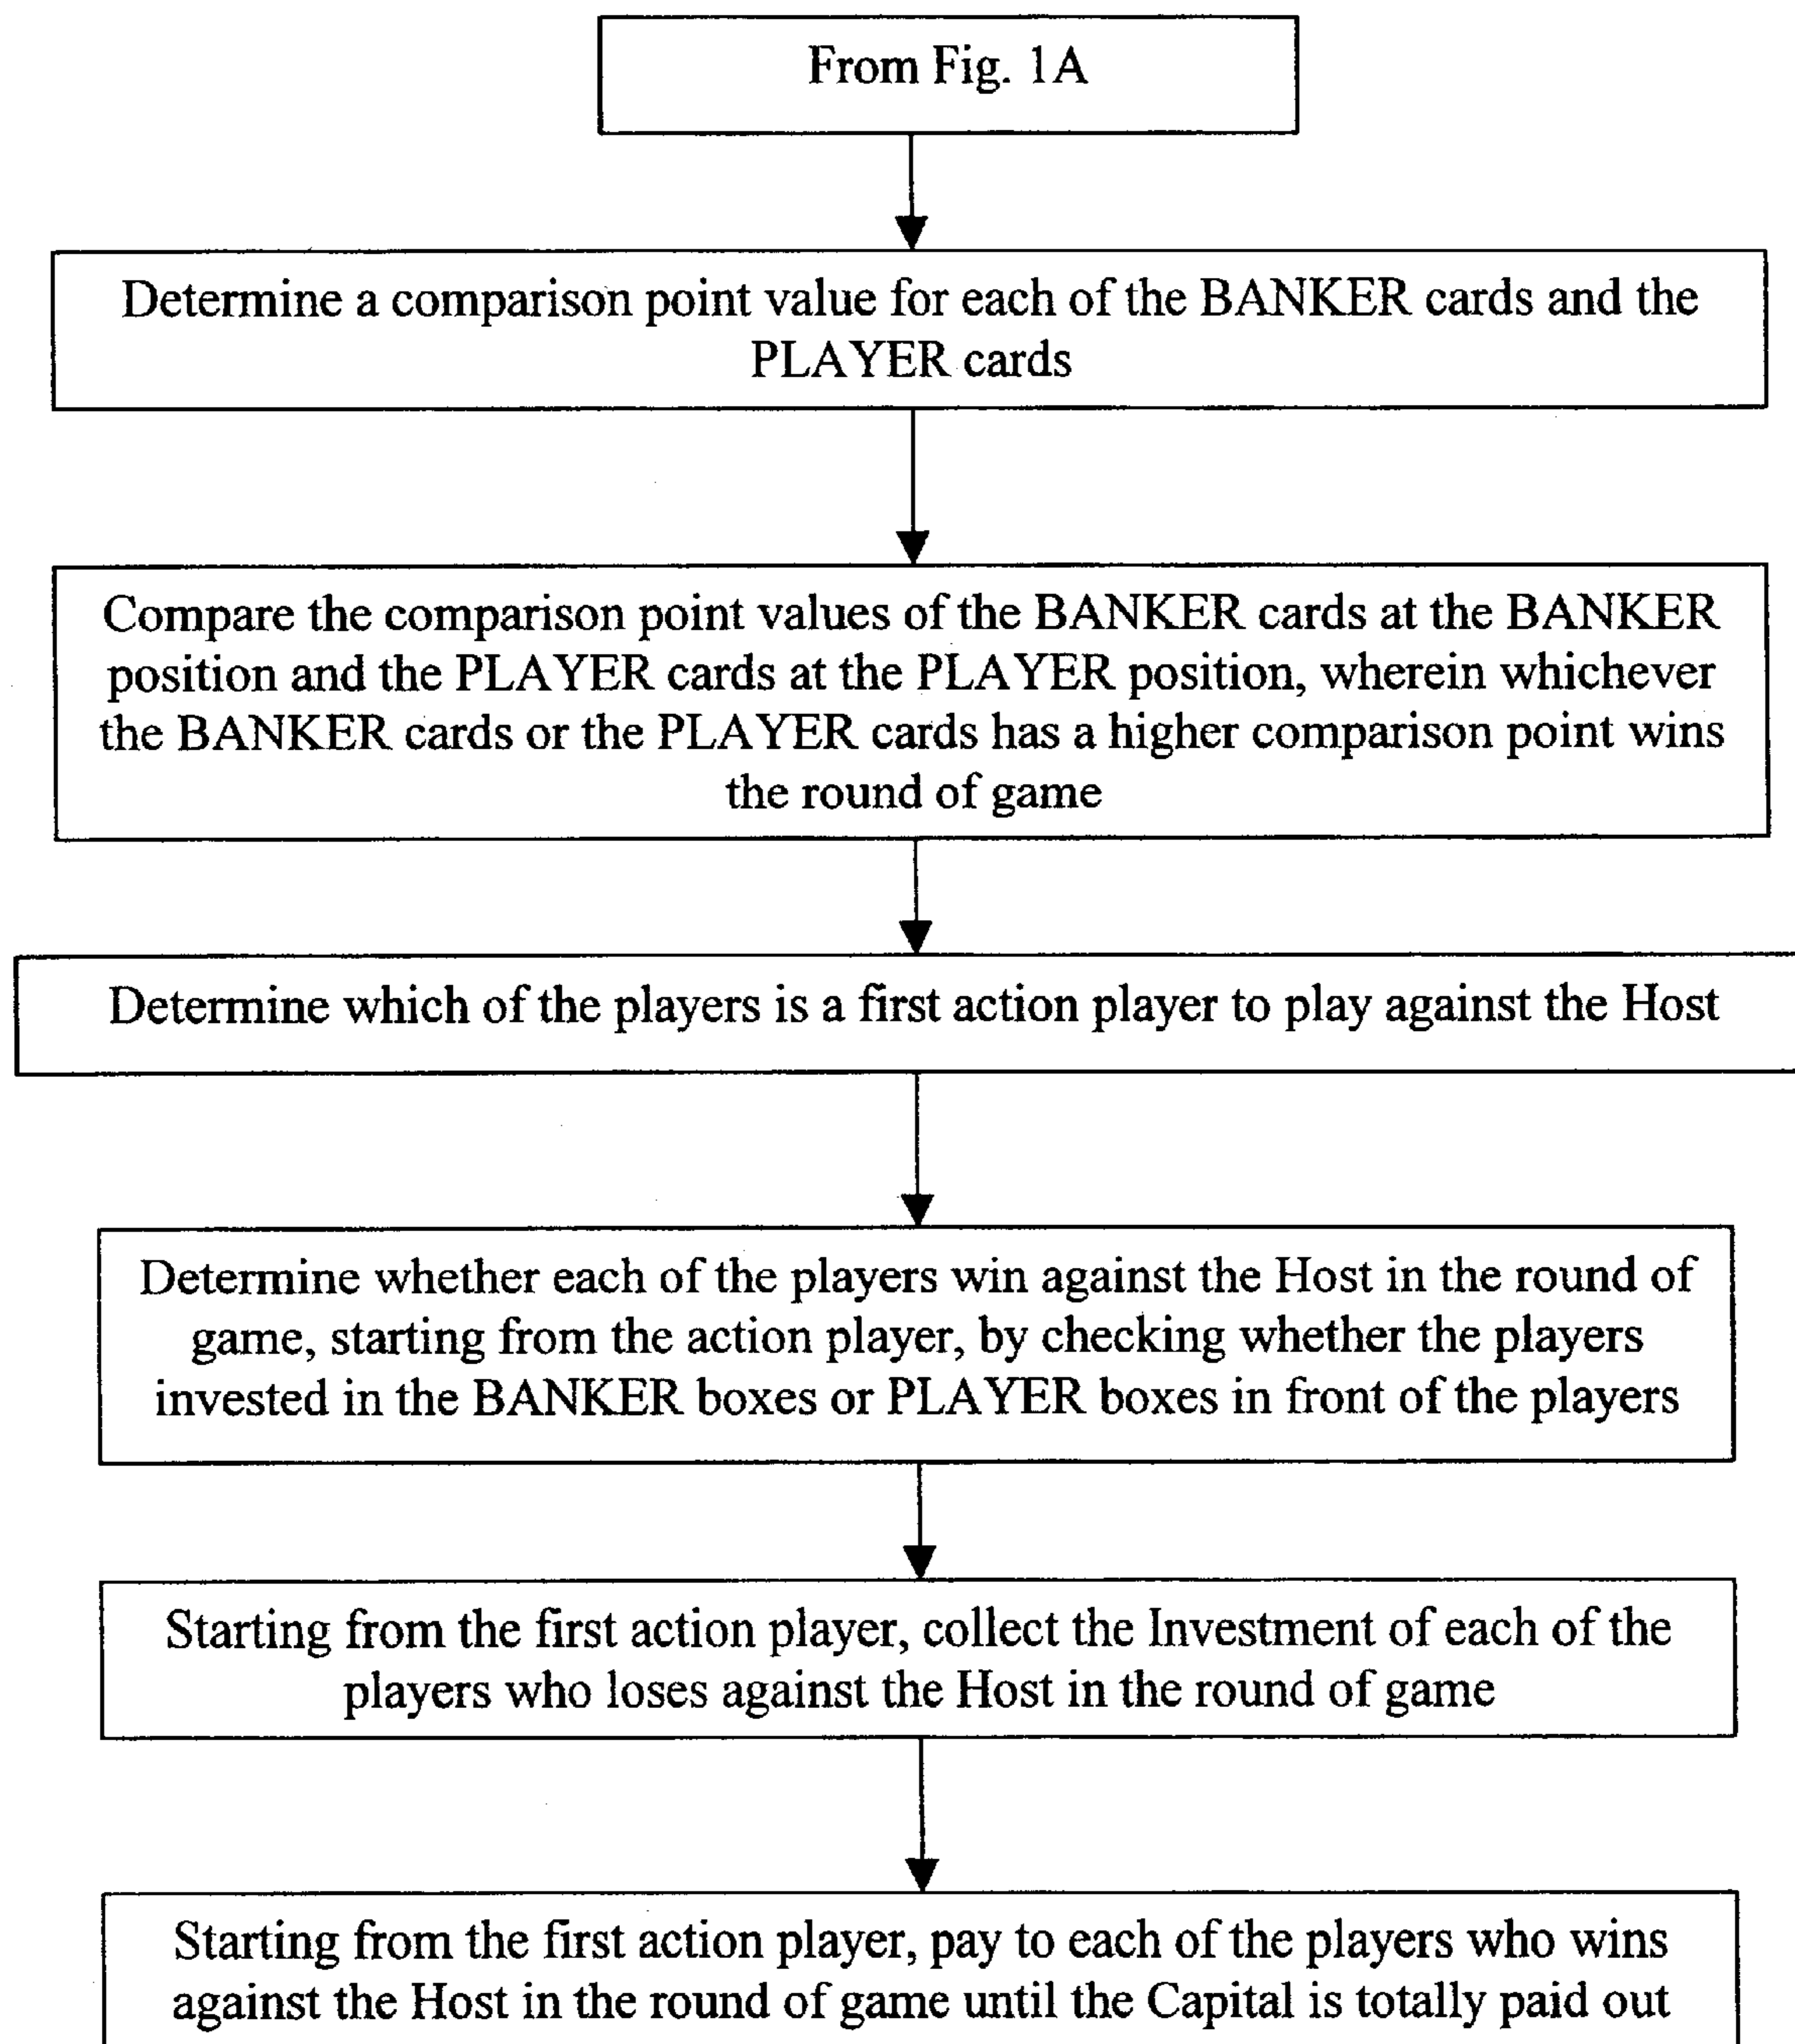 From Fig. 1A
Determine a comparison point value for each of the BANKER cards and the
PLAYER cards
Compare the comparison point values of the BANKER cards at the BANKER
position and the PLAYER cards at the PLAYER position, wherein whichever
the BANKER cards or the PLAYER cards has a higher comparison point wins
the round of game
Determine which of the players is a first action player to play against the Host
Determine whether each of the players win against the Host in the round of
game, starting from the action player, by checking whether the players
invested in the BANKER boxes or PLAYER boxes in front of the players
Starting from the first action player, collect the Investment of each of the
players who loses against the Host in the round of game
Starting from the first action player, pay to each of the players who wins
against the Host in the round of game until the Capital is totally paid out